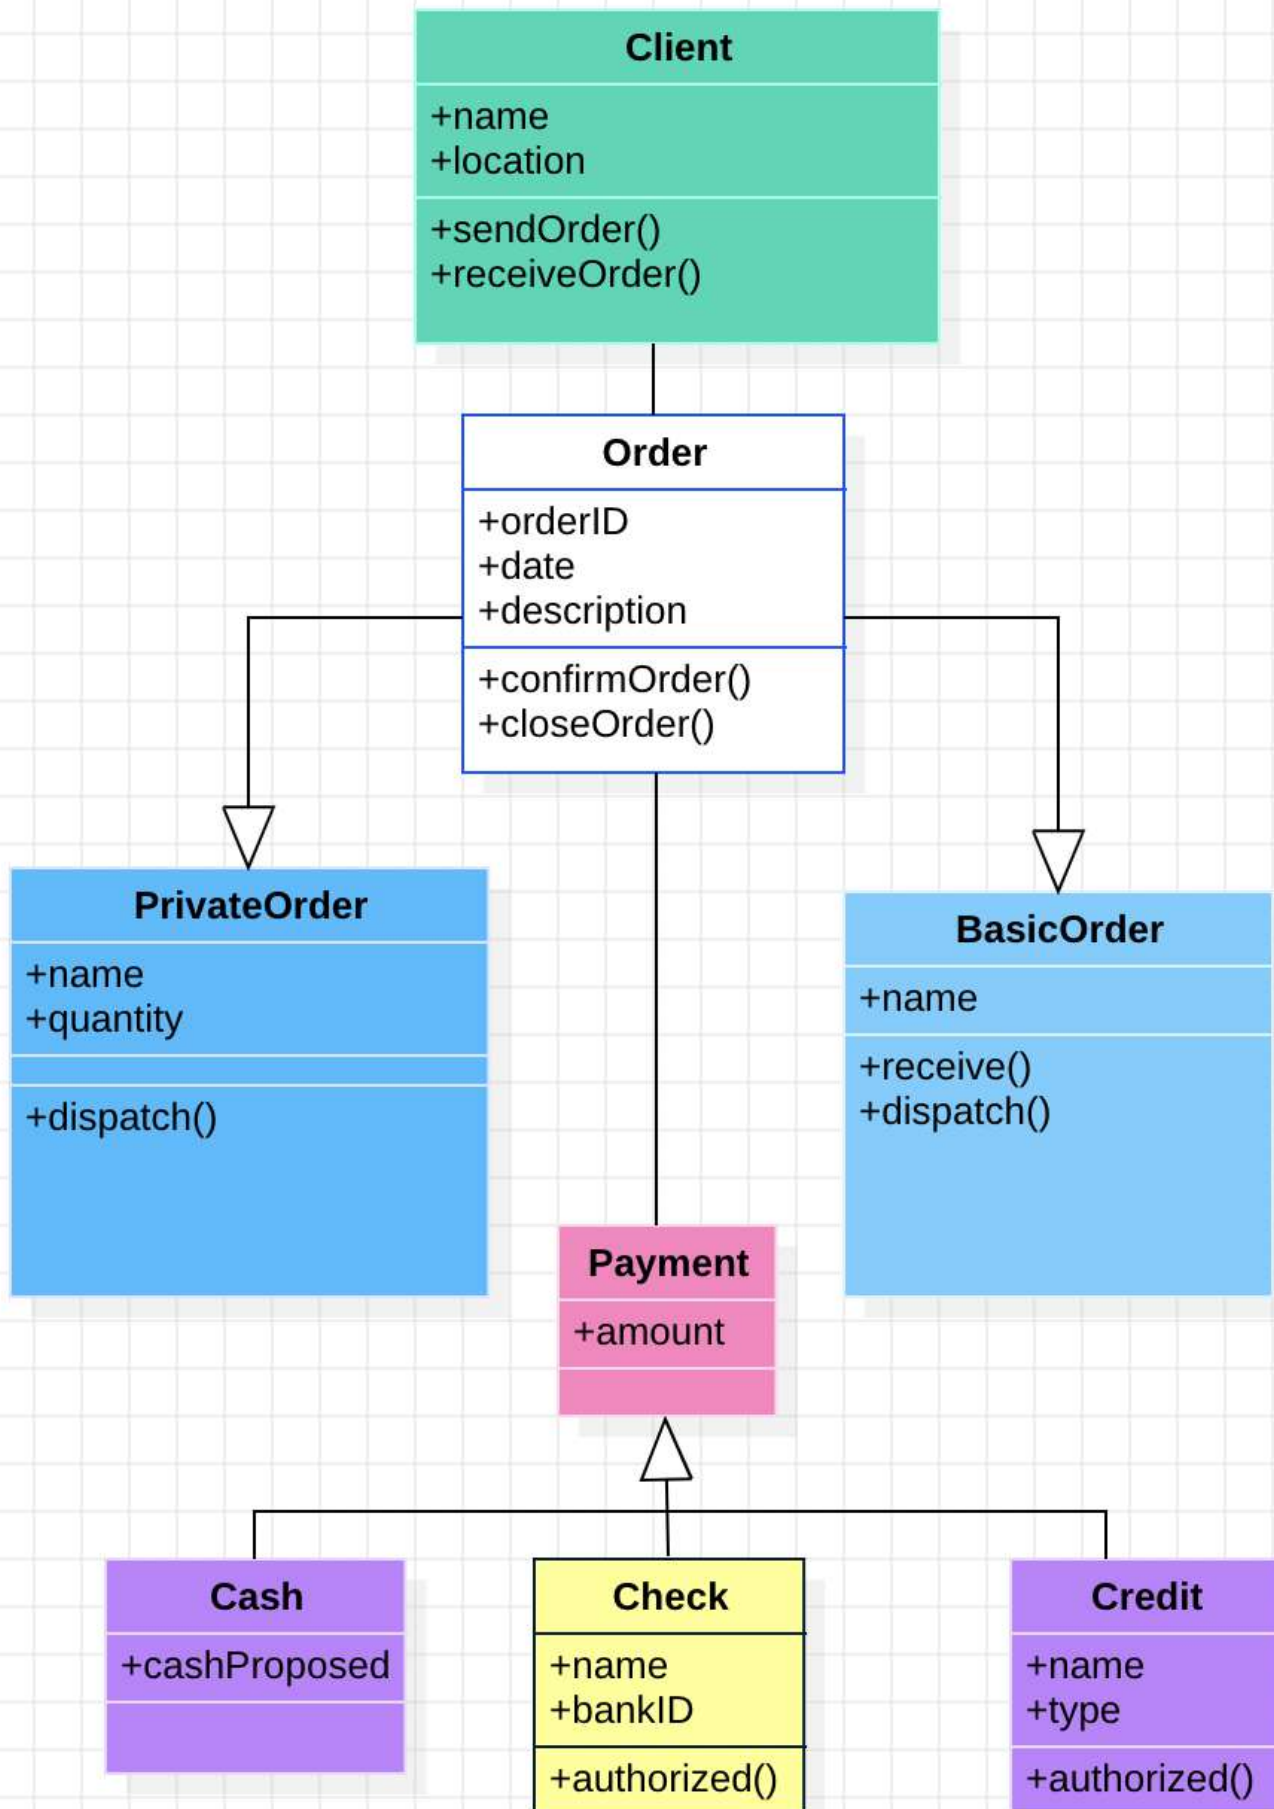 Client
+name
+location
+sendOrder()
+receiveOrder()
Order
+orderID
+date
+description
+confirmOrder()
+closeOrder()
PrivateOrder
+name
+quantity
+dispatch()
BasicOrder
+name
+receive()
+dispatch()
Payment
+amount
Cash
+cashProposed
Check
+name
+bankID
+authorized()
Credit
+name
+type
+authorized()